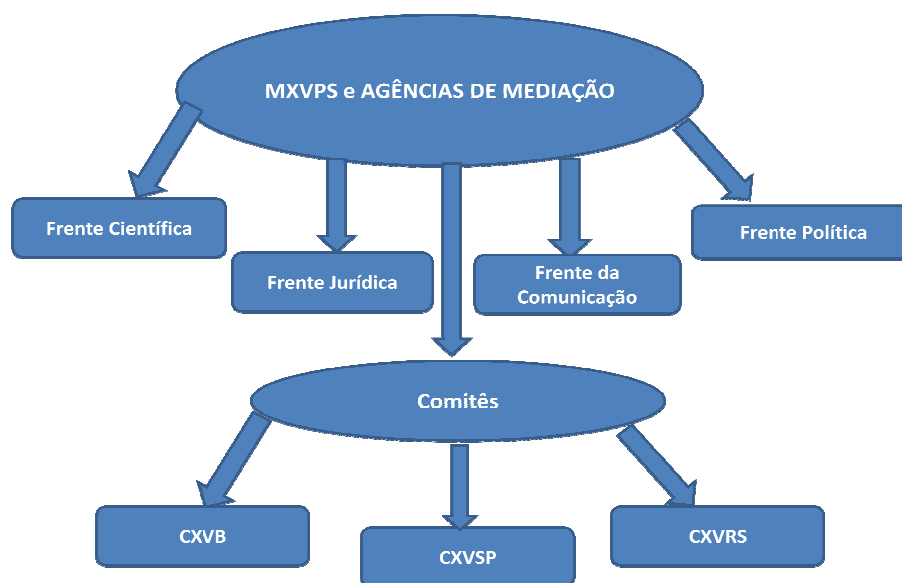 MXVPS e AGÊNCIAS DE MEDIAÇÃO
Frente Científica
Frente Jurídica
Frente da
Comunicação
Frente Política
Comitês
CXVB
CXVSP
CXVRS